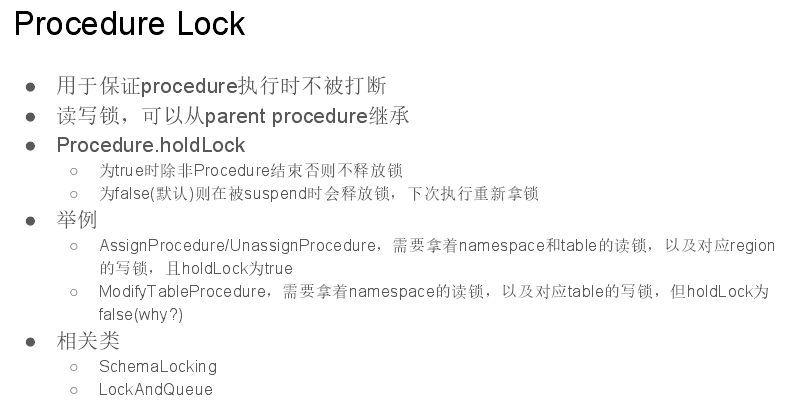 Procedure Lock
● 用于保证procedure执行时不被打断
● 读写锁，可以从parent procedure继承
● Procedure.holdLock
○ 为true时除非Procedure结束否则不释放锁
○ 为false(默认)则在被suspend时会释放锁，下次执行重新拿锁
● 举例
○ AssignProcedure/UnassignProcedure，需要拿着namespace和table的读锁，以及对应region
的写锁，且holdLock为true
○ ModifyTableProcedure，需要拿着namespace的读锁，以及对应table的写锁，但holdLock为
false(why?)
● 相关类
○ SchemaLocking
○ LockAndQueue